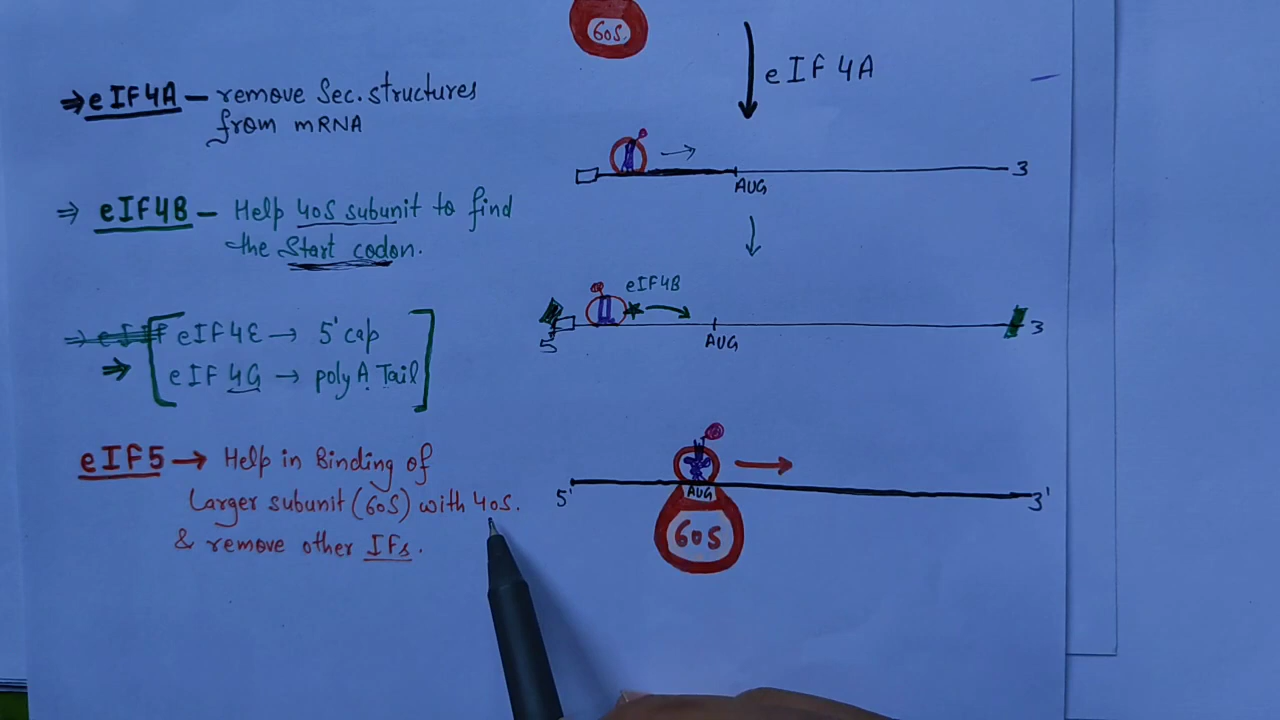 ⇒ eIF4A – remove Sec. structures
from mRNA
⇒ eIF4B – Help 40S subunit to find
the Start codon.
eIF4E → 5' cap
⇒ eIF 4G → poly A Tail
eIF5 → Help in Binding of
Larger subunit (60S) with 40S.
& remove other IFs.
60S
eIF4A
AUG
3
eIF4B
5
AUG
3
5'
AUG
3'
60S